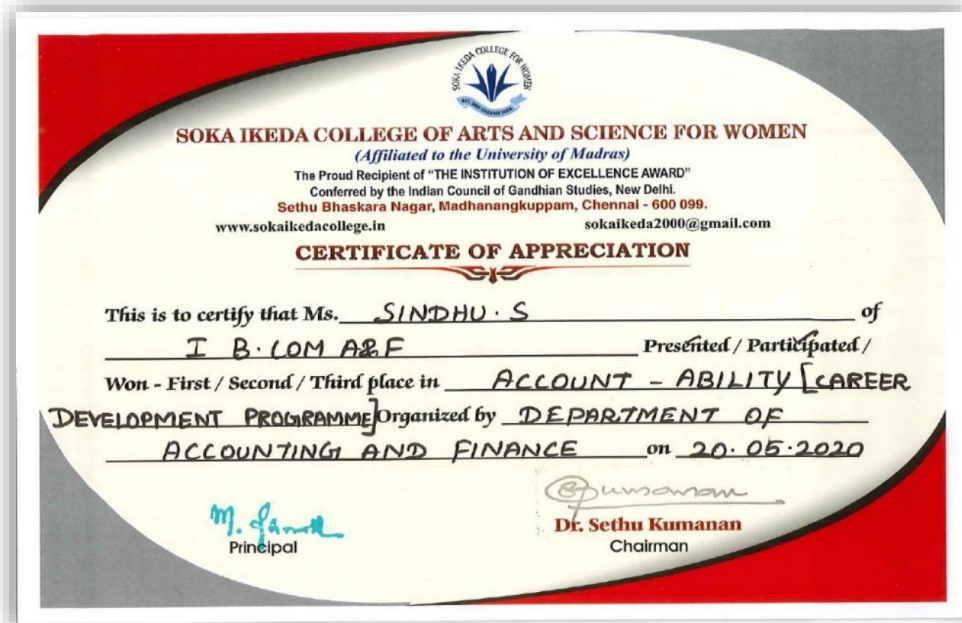 SOKA IKEDA COLLEGE FOR WOMEN
SOKA IKEDA COLLEGE OF ARTS AND SCIENCE FOR WOMEN
(Affiliated to the University of Madras)
The Proud Recipient of "THE INSTITUTION OF EXCELLENCE AWARD"
Conferred by the Indian Council of Gandhian Studies, New Delhi.
Sethu Bhaskara Nagar, Madhanangkuppam, Chennai - 600 099.
www.sokaikedacollege.in sokaikeda2000@gmail.com
CERTIFICATE OF APPRECIATION
This is to certify that Ms. SINDHU. S of
I B.COM A&F Presented / Participated /
Won - First / Second / Third place in ACCOUNT - ABILITY [CAREER
DEVELOPMENT PROGRAMME] Organized by DEPARTMENT OF
ACCOUNTING AND FINANCE on 20.05.2020
Principal
Dr. Sethu Kumanan
Chairman